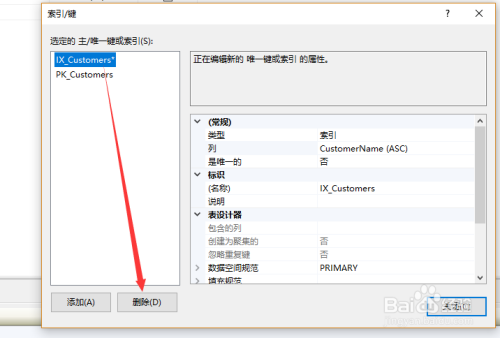 索引/键
选定的 主/唯一键或索引(S):
IX_Customers*
PK_Customers
正在编辑新的 唯一键或索引 的属性。
(常规)
类型 索引
列 CustomerName (ASC)
是唯一的 否
标识
(名称) IX_Customers
说明
表设计器
包含的列
创建为聚集的 否
忽略重复键 否
数据空间规范 PRIMARY
填充规范
添加(A) 删除(D)
Baidu经验
jingyan.baidu.com